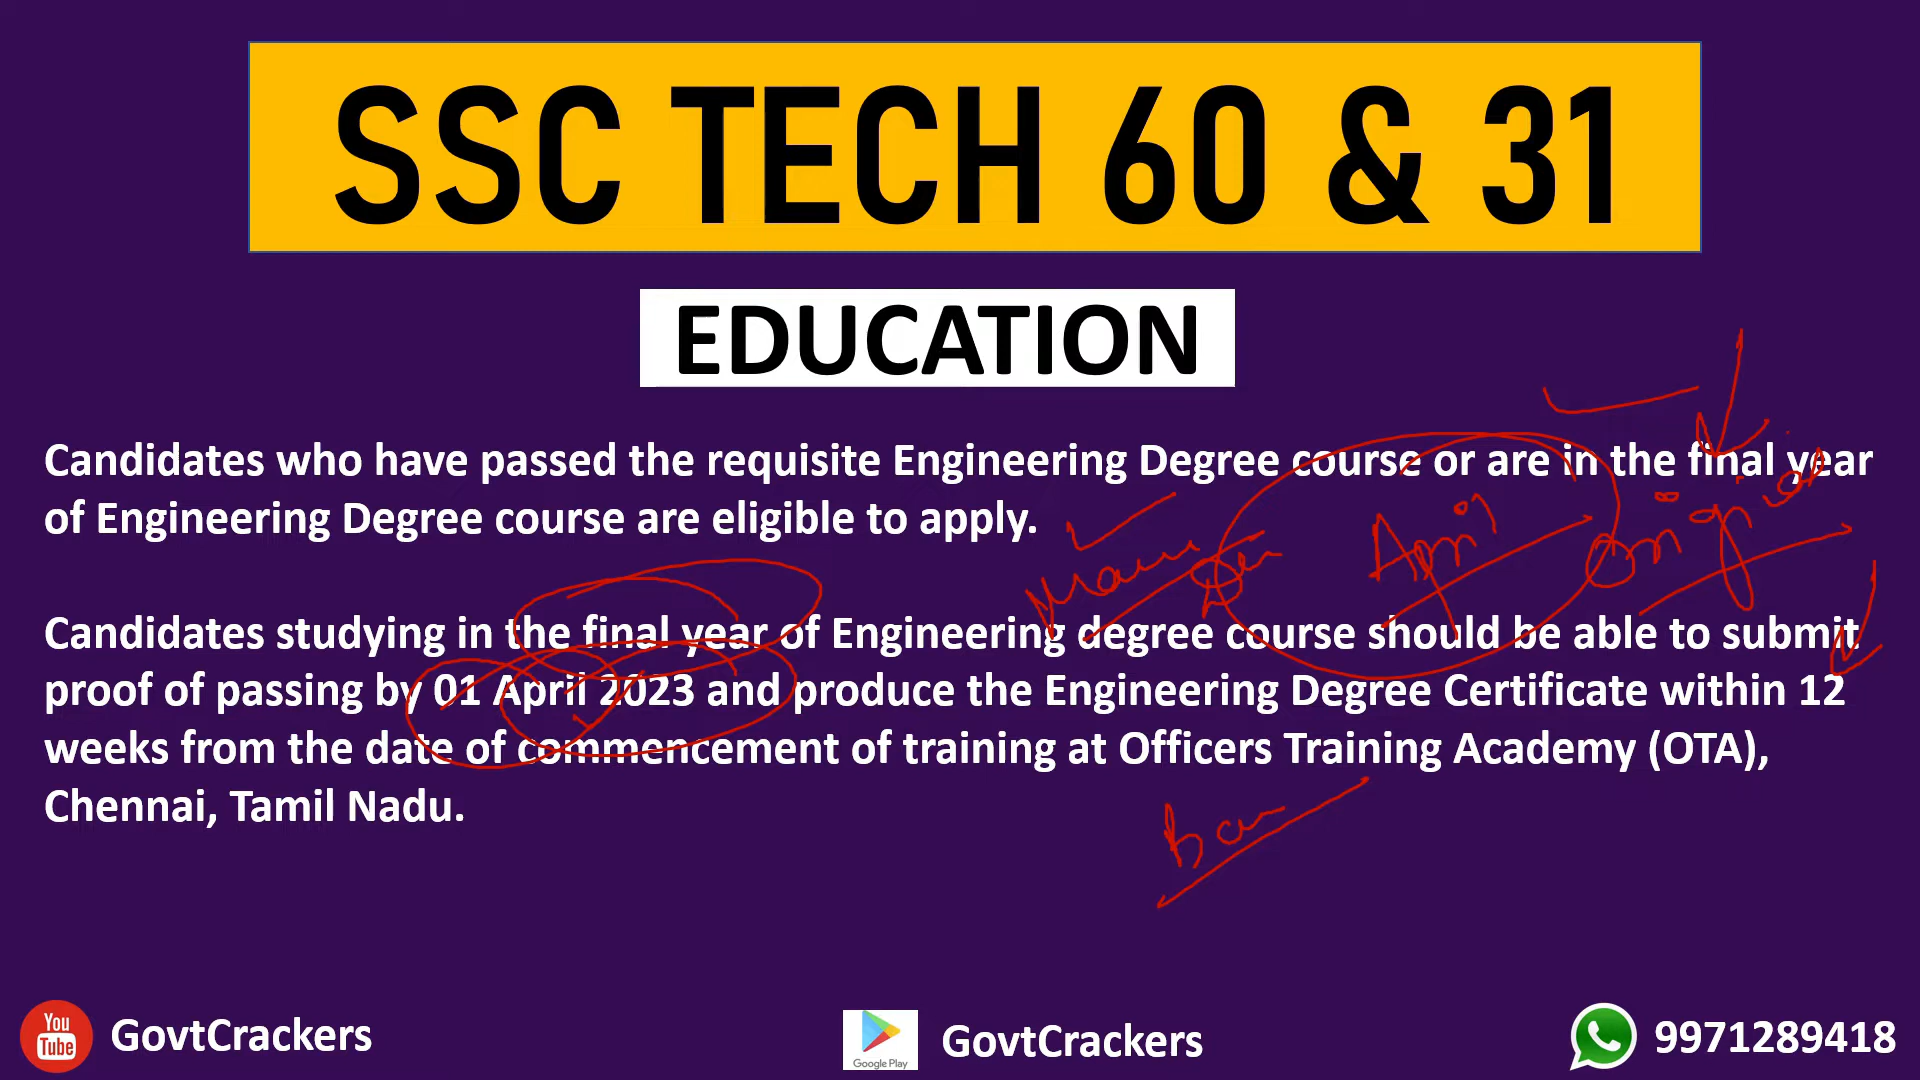 SSC TECH 60 & 31
EDUCATION
Candidates who have passed the requisite Engineering Degree course or are in the final year
of Engineering Degree course are eligible to apply.
April
Candidates studying in the final year of Engineering degree course should be able to submit
proof of passing by 01 April 2023 and produce the Engineering Degree Certificate within 12
weeks from the date of commencement of training at Officers Training Academy (OTA),
Chennai, Tamil Nadu.
You
Tube
GovtCrackers
Google Play
GovtCrackers
9971289418